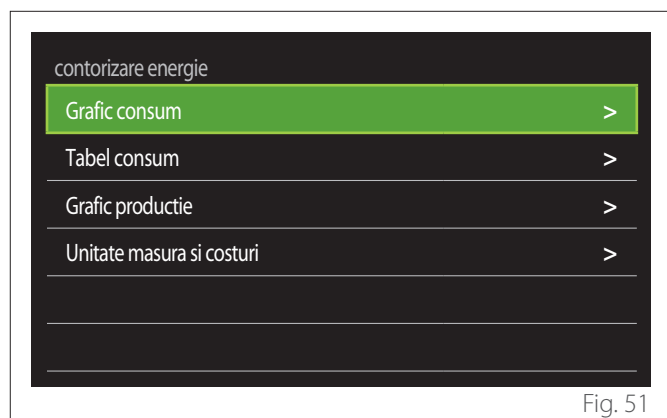 contorizare energie
Grafic consum >
Tabel consum >
Grafic productie >
Unitate masura si costuri >
Fig. 51